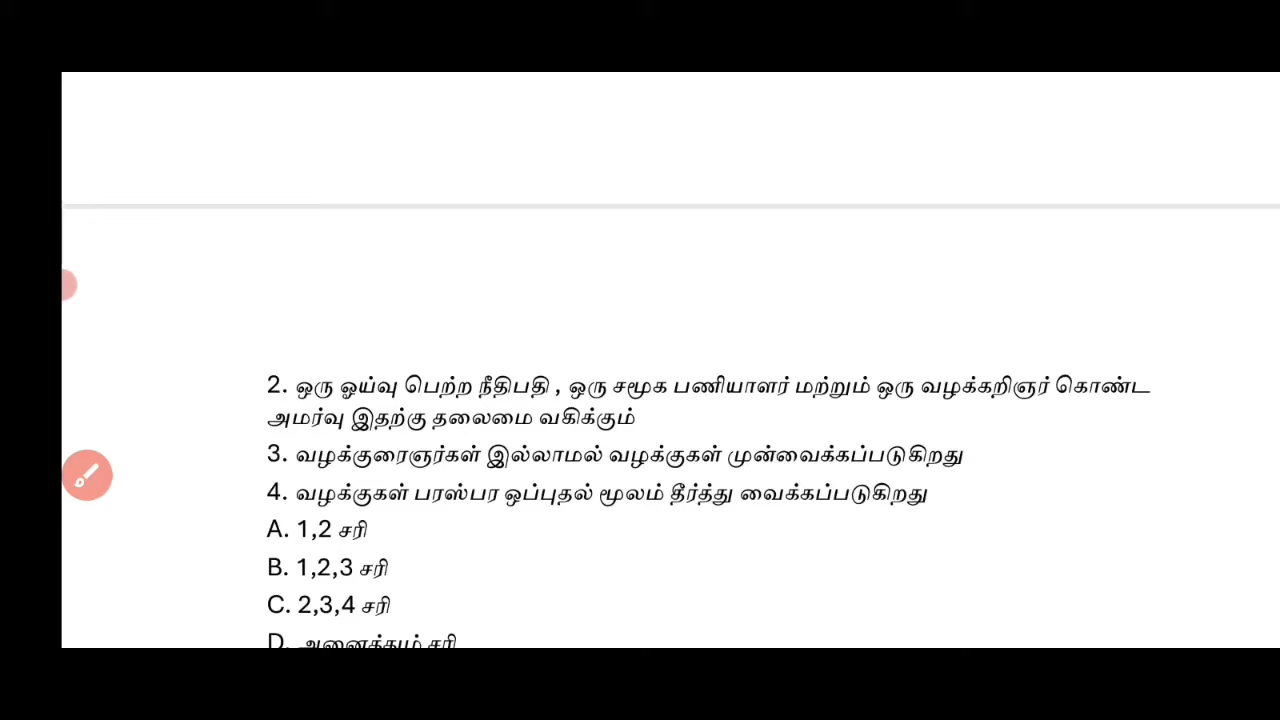 2. ஒரு ஓய்வு பெற்ற நீதிபதி , ஒரு சமூக பணியாளர் மற்றும் ஒரு வழக்கறிஞர் கொண்ட
அமர்வு இதற்கு தலைமை வகிக்கும்
3. வழக்குரைஞர்கள் இல்லாமல் வழக்குகள் முன்வைக்கப்படுகிறது
4. வழக்குகள் பரஸ்பர ஒப்புதல் மூலம் தீர்த்து வைக்கப்படுகிறது
A. 1,2 சரி
B. 1,2,3 சரி
C. 2,3,4 சரி
D. அனைத்தும் சரி